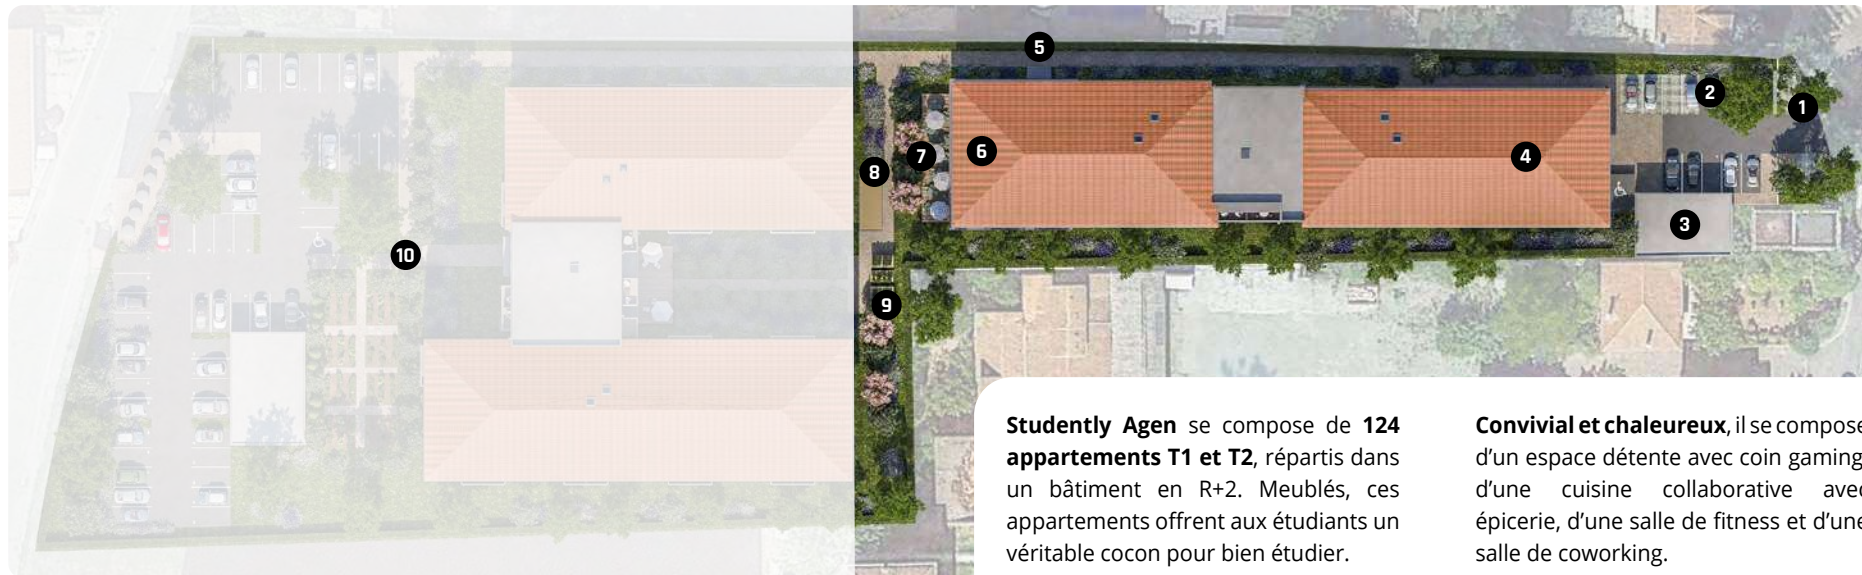 5
2
1
6
7
8
4
3
10
9
Studently Agen se compose de 124
appartements T1 et T2, répartis dans
un bâtiment en R+2. Meublés, ces
appartements offrent aux étudiants un
véritable cocon pour bien étudier.
Convivial et chaleureux, il se compose
d’un espace détente avec coin gaming
d’une cuisine collaborative avec
épicerie, d’une salle de fitness et d’une
salle de coworking.